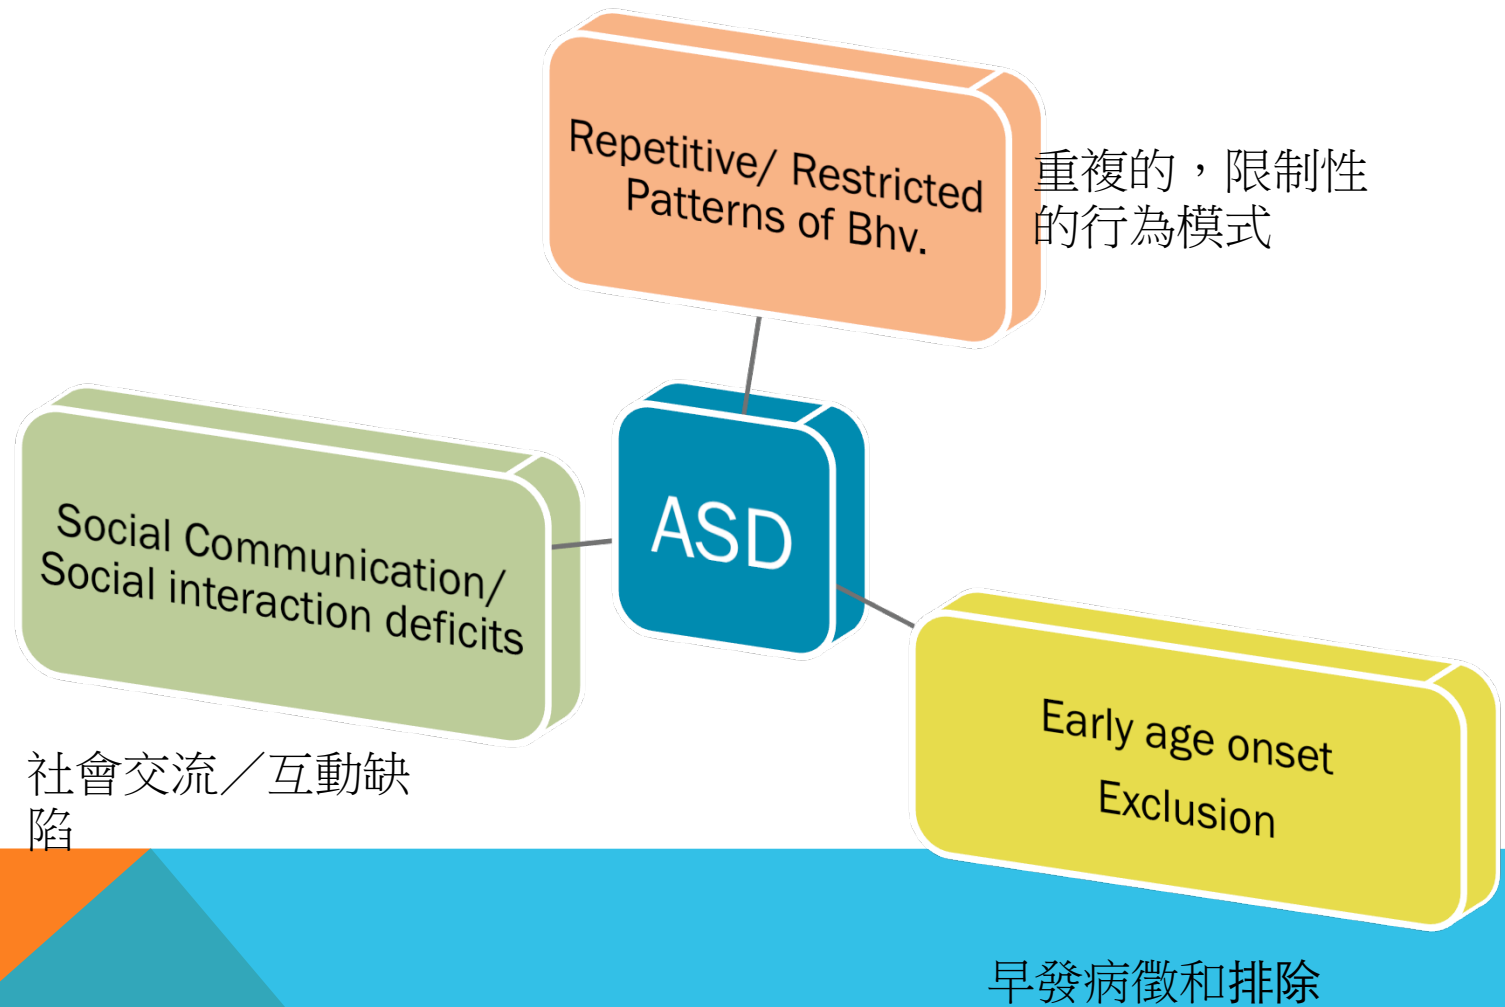 Repetitive/ Restricted
Patterns of Bhv.
重複的，限制性
的行為模式
ASD
Social Communication/
Social interaction deficits
社會交流／互動缺
陷
Early age onset
Exclusion
早發病徵和排除